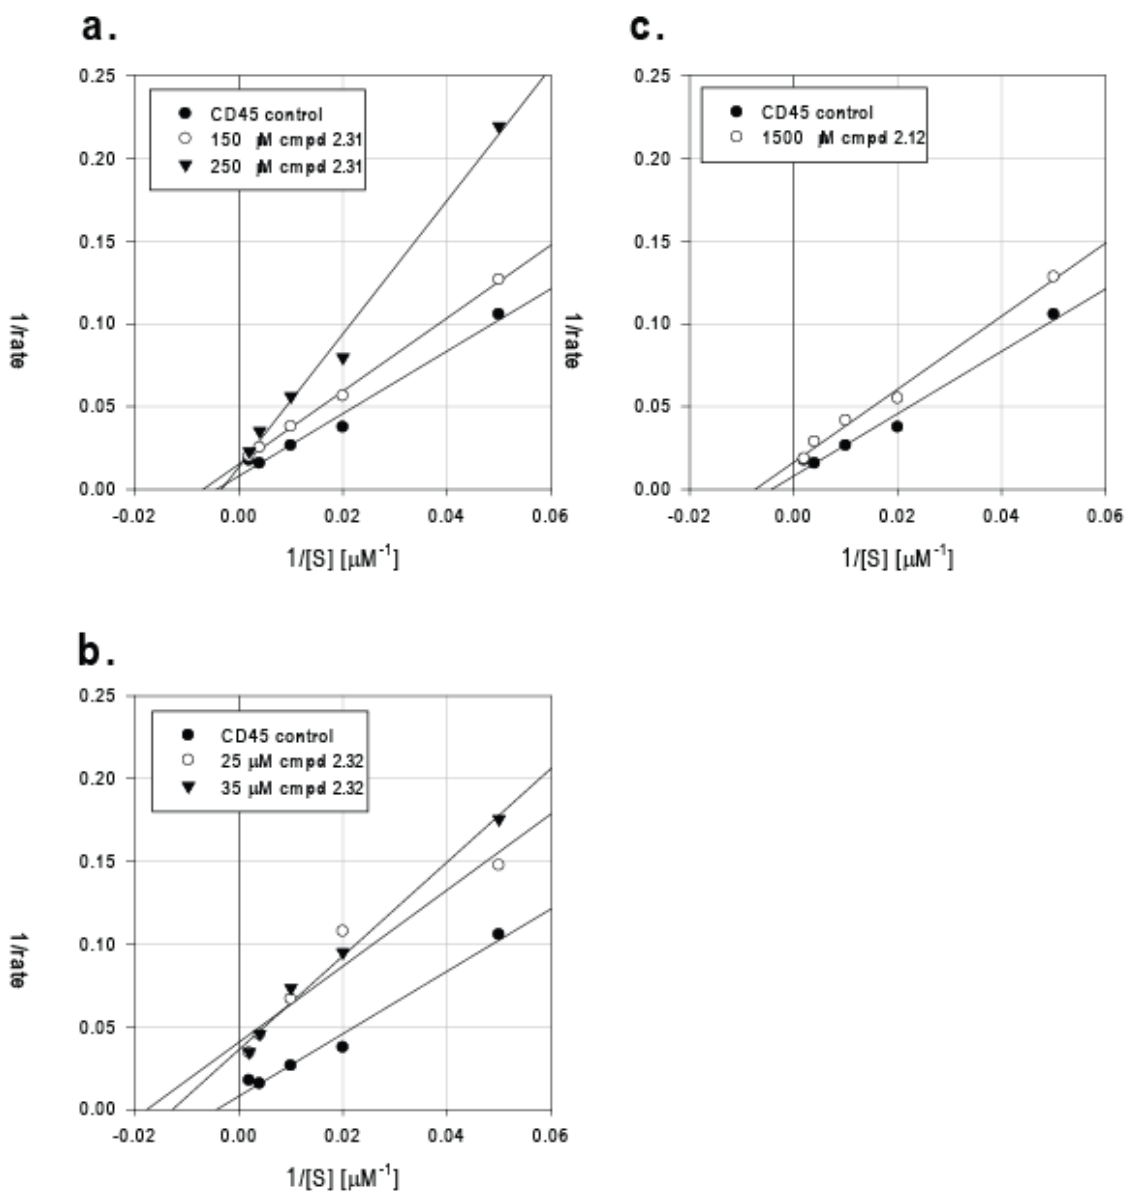 a.
0.25
0.20
0.15
0.10
0.05
0.00
1/rate
CD45 control
150 μM cmpd 2.31
250 μM cmpd 2.31
-0.02 0.00 0.02 0.04 0.06
1/[S] [μM-1]
c.
0.25
0.20
0.15
0.10
0.05
0.00
1/rate
CD45 control
1500 μM cmpd 2.12
-0.02 0.00 0.02 0.04 0.06
1/[S] [μM-1]
b.
0.25
0.20
0.15
0.10
0.05
0.00
1/rate
CD45 control
25 μM cmpd 2.32
35 μM cmpd 2.32
-0.02 0.00 0.02 0.04 0.06
1/[S] [μM-1]